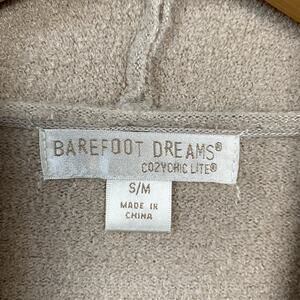 BAREFOOT DREAMS®
COZYCHIC LITE®
S/M
MADE IN
CHINA